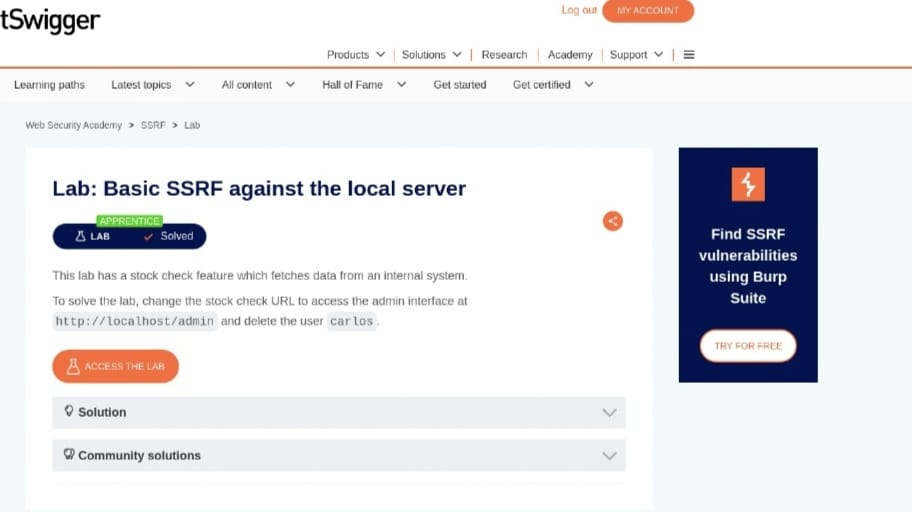 tSwigger
Log out MY ACCOUNT
Products Solutions Research Academy Support
Learning paths Latest topics All content Hall of Fame Get started Get certified
Web Security Academy > SSRF > Lab
Lab: Basic SSRF against the local server
APPRENTICE
LAB Solved
This lab has a stock check feature which fetches data from an internal system.
To solve the lab, change the stock check URL to access the admin interface at
http://localhost/admin and delete the user carlos.
ACCESS THE LAB
Solution
Community solutions
Find SSRF
vulnerabilities
using Burp
Suite
TRY FOR FREE